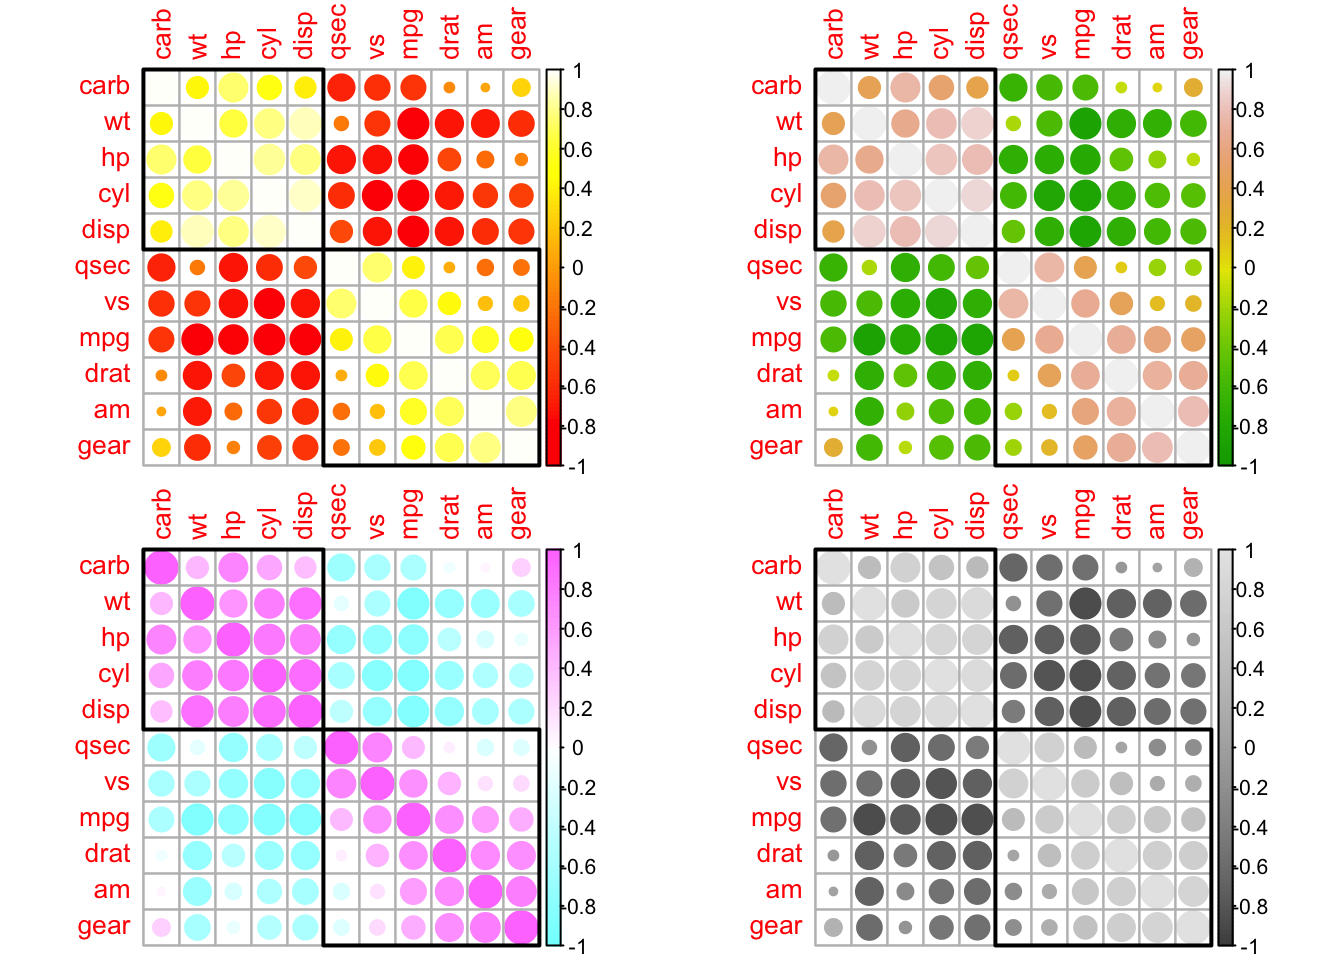 carb wt hp cyl disp qsec vs mpg drat am gear
carb
wt
hp
cyl
disp
qsec
vs
mpg
drat
am
gear
1
0.8
0.6
0.4
0.2
0
-0.2
-0.4
-0.6
-0.8
-1
carb wt hp cyl disp qsec vs mpg drat am gear
carb
wt
hp
cyl
disp
qsec
vs
mpg
drat
am
gear
1
0.8
0.6
0.4
0.2
0
-0.2
-0.4
-0.6
-0.8
-1
carb wt hp cyl disp qsec vs mpg drat am gear
carb
wt
hp
cyl
disp
qsec
vs
mpg
drat
am
gear
1
0.8
0.6
0.4
0.2
0
-0.2
-0.4
-0.6
-0.8
-1
carb wt hp cyl disp qsec vs mpg drat am gear
carb
wt
hp
cyl
disp
qsec
vs
mpg
drat
am
gear
1
0.8
0.6
0.4
0.2
0
-0.2
-0.4
-0.6
-0.8
-1